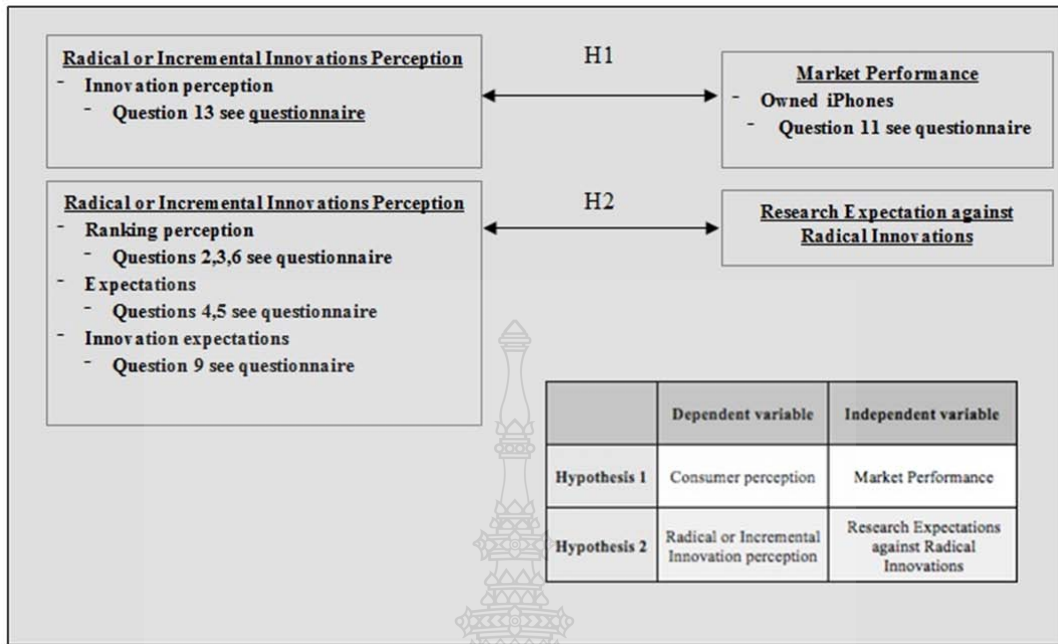 Radical or Incremental Innovations Perception
- Innovation perception
- Question 13 see questionnaire
H1
Market Performance
- Owned iPhones
- Question 11 see questionnaire
Radical or Incremental Innovations Perception
- Ranking perception
- Questions 2,3,6 see questionnaire
- Expectations
- Questions 4,5 see questionnaire
- Innovation expectations
- Question 9 see questionnaire
H2
Research Expectation against
Radical Innovations
Dependent variable
Independent variable
Hypothesis 1
Consumer perception
Market Performance
Hypothesis 2
Radical or Incremental
Innovation perception
Research Expectations
against Radical
Innovations